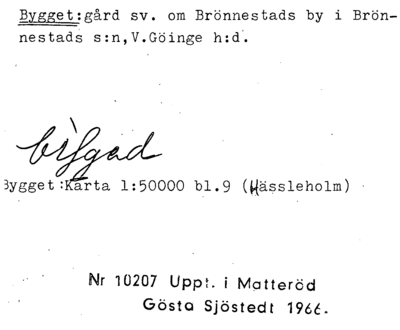 Bygget:gård sv. om Brönnestads by i Brön-
nestads s:n,V.Göinge h:d.
Bygget:Karta 1:50000 bl.9 (Hässleholm)
Nr 10207 Uppt. i Matteröd
Gösta Sjöstedt 1966.